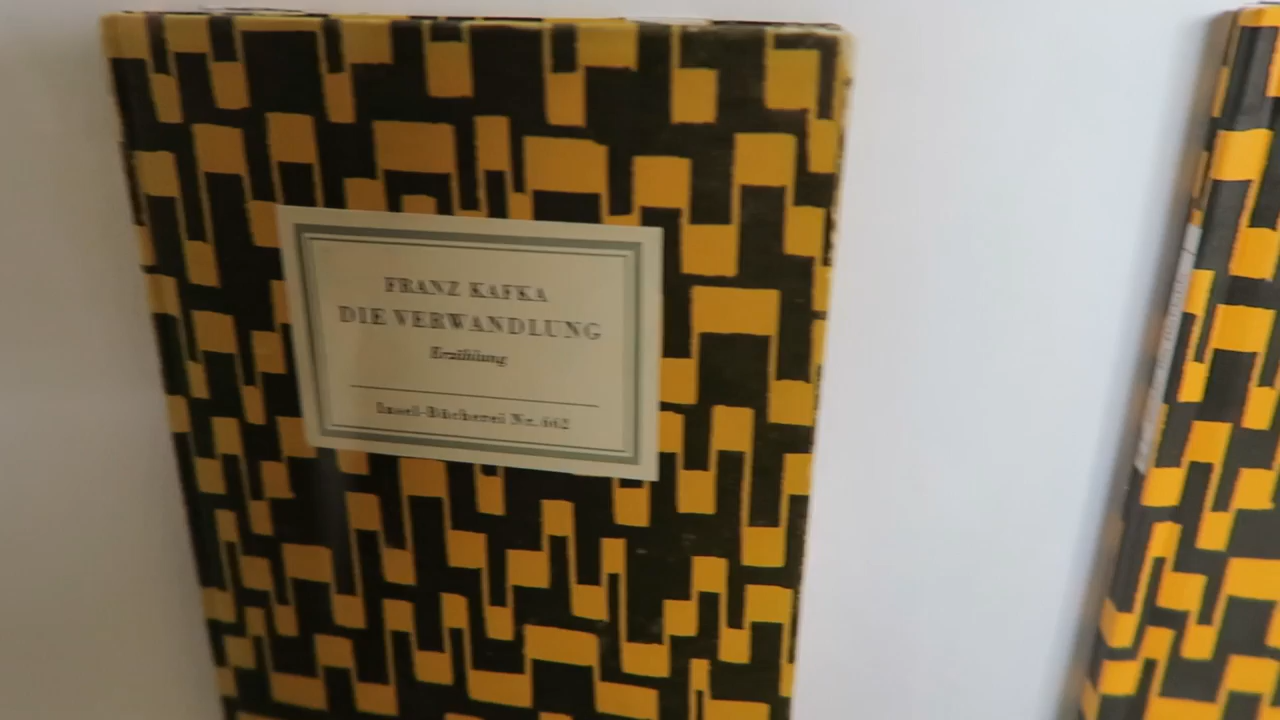 FRANZ KAFKA
DIE VERWANDLUNG
Erzählung
Insel-Bücherei Nr. 662